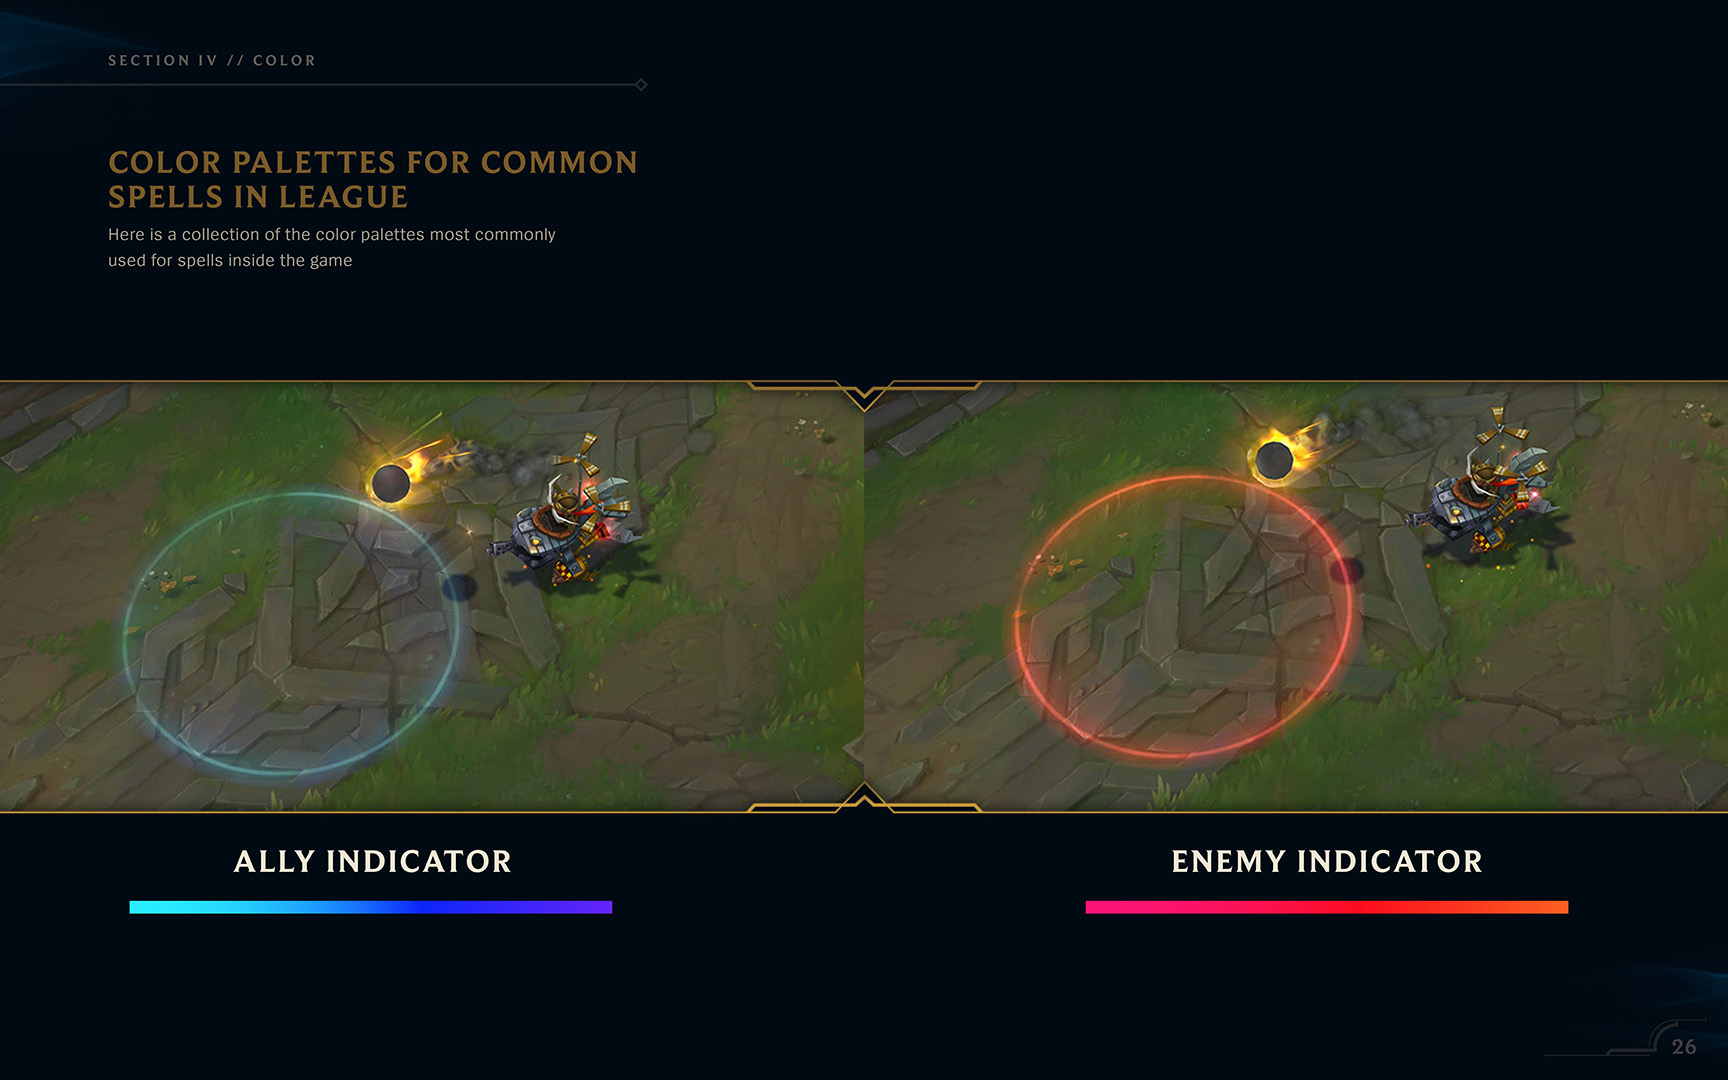 SECTION IV // COLOR
COLOR PALETTES FOR COMMON
SPELLS IN LEAGUE
Here is a collection of the color palettes most commonly
used for spells inside the game
ALLY INDICATOR
ENEMY INDICATOR
26